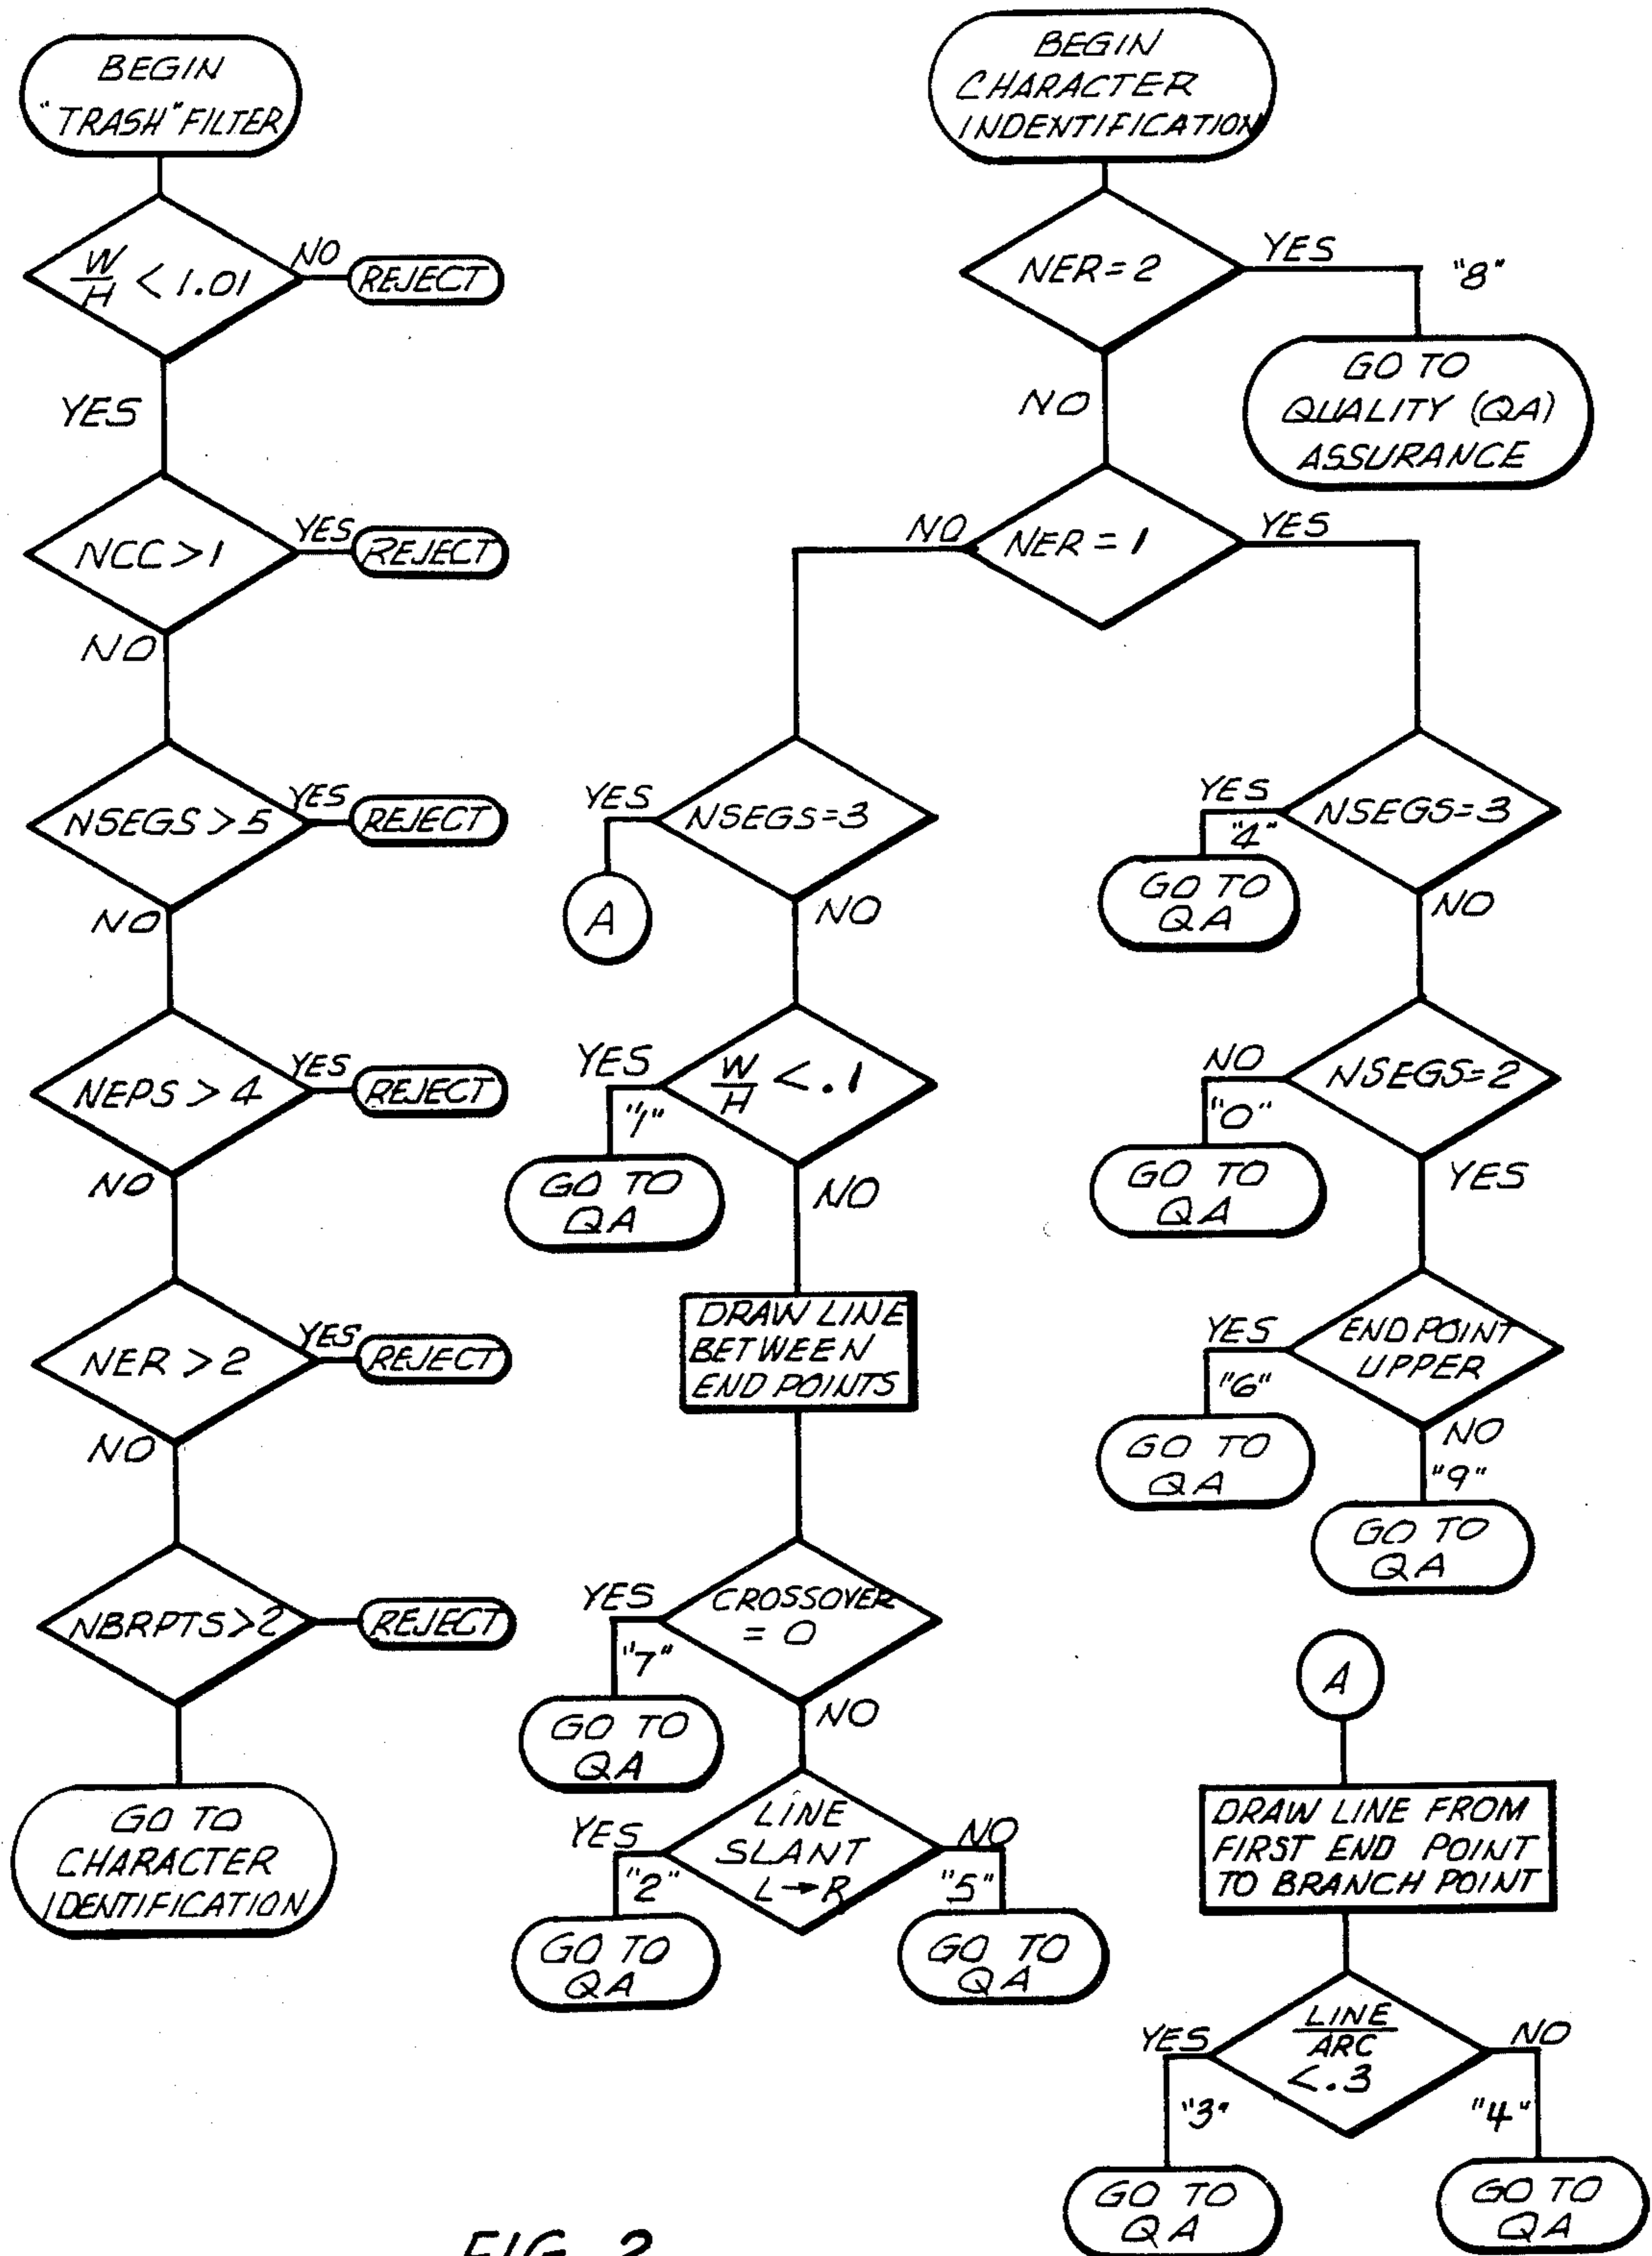 BEGIN
"TRASH" FILTER
W
H
< 1.01
NO
REJECT
YES
NCC > 1
YES
REJECT
NO
NSEGS > 5
YES
REJECT
NO
NEPS > 4
YES
REJECT
NO
NER > 2
YES
REJECT
NO
NBRPTS > 2
REJECT
GO TO
CHARACTER
IDENTIFICATION
BEGIN
CHARACTER
INDENTIFICATION
NER = 2
YES
"8"
GO TO
QUALITY (QA)
ASSURANCE
NO
NER = 1
NO
YES
NSEGS = 3
YES
A
NO
W
H
< .1
YES
"1"
GO TO
QA
NO
DRAW LINE
BETWEEN
END POINTS
CROSSOVER
= 0
YES
"7"
GO TO
QA
NO
LINE
SLANT
L → R
YES
"2"
GO TO
QA
NO
"5"
GO TO
QA
NSEGS = 3
YES
"4"
GO TO
QA
NO
NSEGS = 2
NO
"0"
GO TO
QA
YES
END POINT
UPPER
YES
"6"
GO TO
QA
NO
"9"
GO TO
QA
A
DRAW LINE FROM
FIRST END POINT
TO BRANCH POINT
LINE
ARC
< .3
YES
"3"
GO TO
QA
NO
"4"
GO TO
QA
FIG. 2